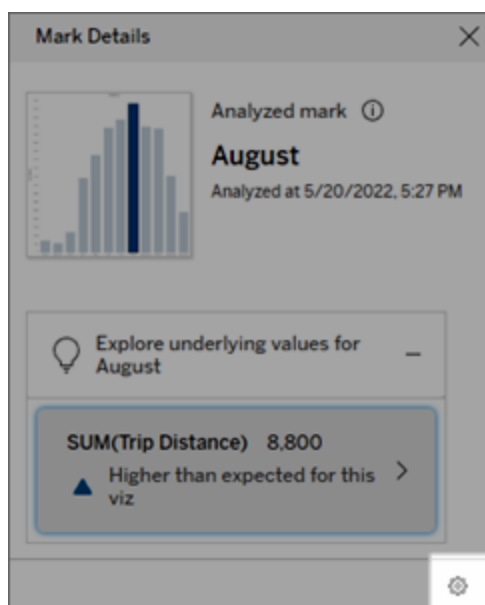 Mark Details
Analyzed mark
August
Analyzed at 5/20/2022, 5:27 PM
Explore underlying values for
August
SUM(Trip Distance) 8,800
Higher than expected for this
viz